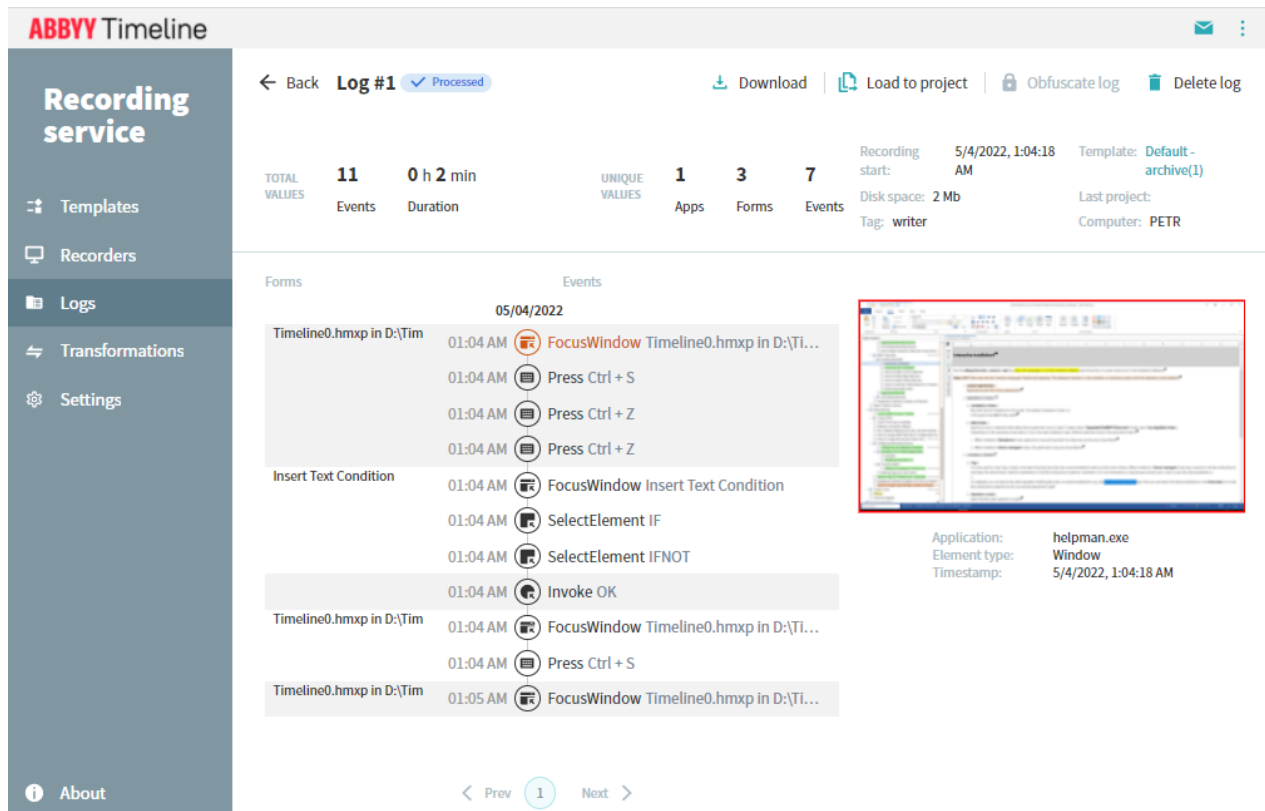 ABBYY Timeline
Recording
service
Templates
Recorders
Logs
Transformations
Settings
About
Back Log #1 Processed Download Load to project Obfuscate log Delete log
TOTAL
VALUES
11
Events
0 h 2 min
Duration
UNIQUE
VALUES
1
Apps
3
Forms
7
Events
Recording
start:
5/4/2022, 1:04:18
AM
Disk space: 2 Mb
Tag: writer
Template: Default -
archive(1)
Last project:
Computer: PETR
Forms Events
05/04/2022
Timeline0.hmxp in D:\Tim 01:04 AM FocusWindow Timeline0.hmxp in D:\Ti...
01:04 AM Press Ctrl + S
01:04 AM Press Ctrl + Z
01:04 AM Press Ctrl + Z
Insert Text Condition 01:04 AM FocusWindow Insert Text Condition
01:04 AM SelectElement IF
01:04 AM SelectElement IFNOT
01:04 AM Invoke OK
Timeline0.hmxp in D:\Tim 01:04 AM FocusWindow Timeline0.hmxp in D:\Ti...
01:04 AM Press Ctrl + S
Timeline0.hmxp in D:\Tim 01:05 AM FocusWindow Timeline0.hmxp in D:\Ti...
Application: helpman.exe
Element type: Window
Timestamp: 5/4/2022, 1:04:18 AM
Prev 1 Next